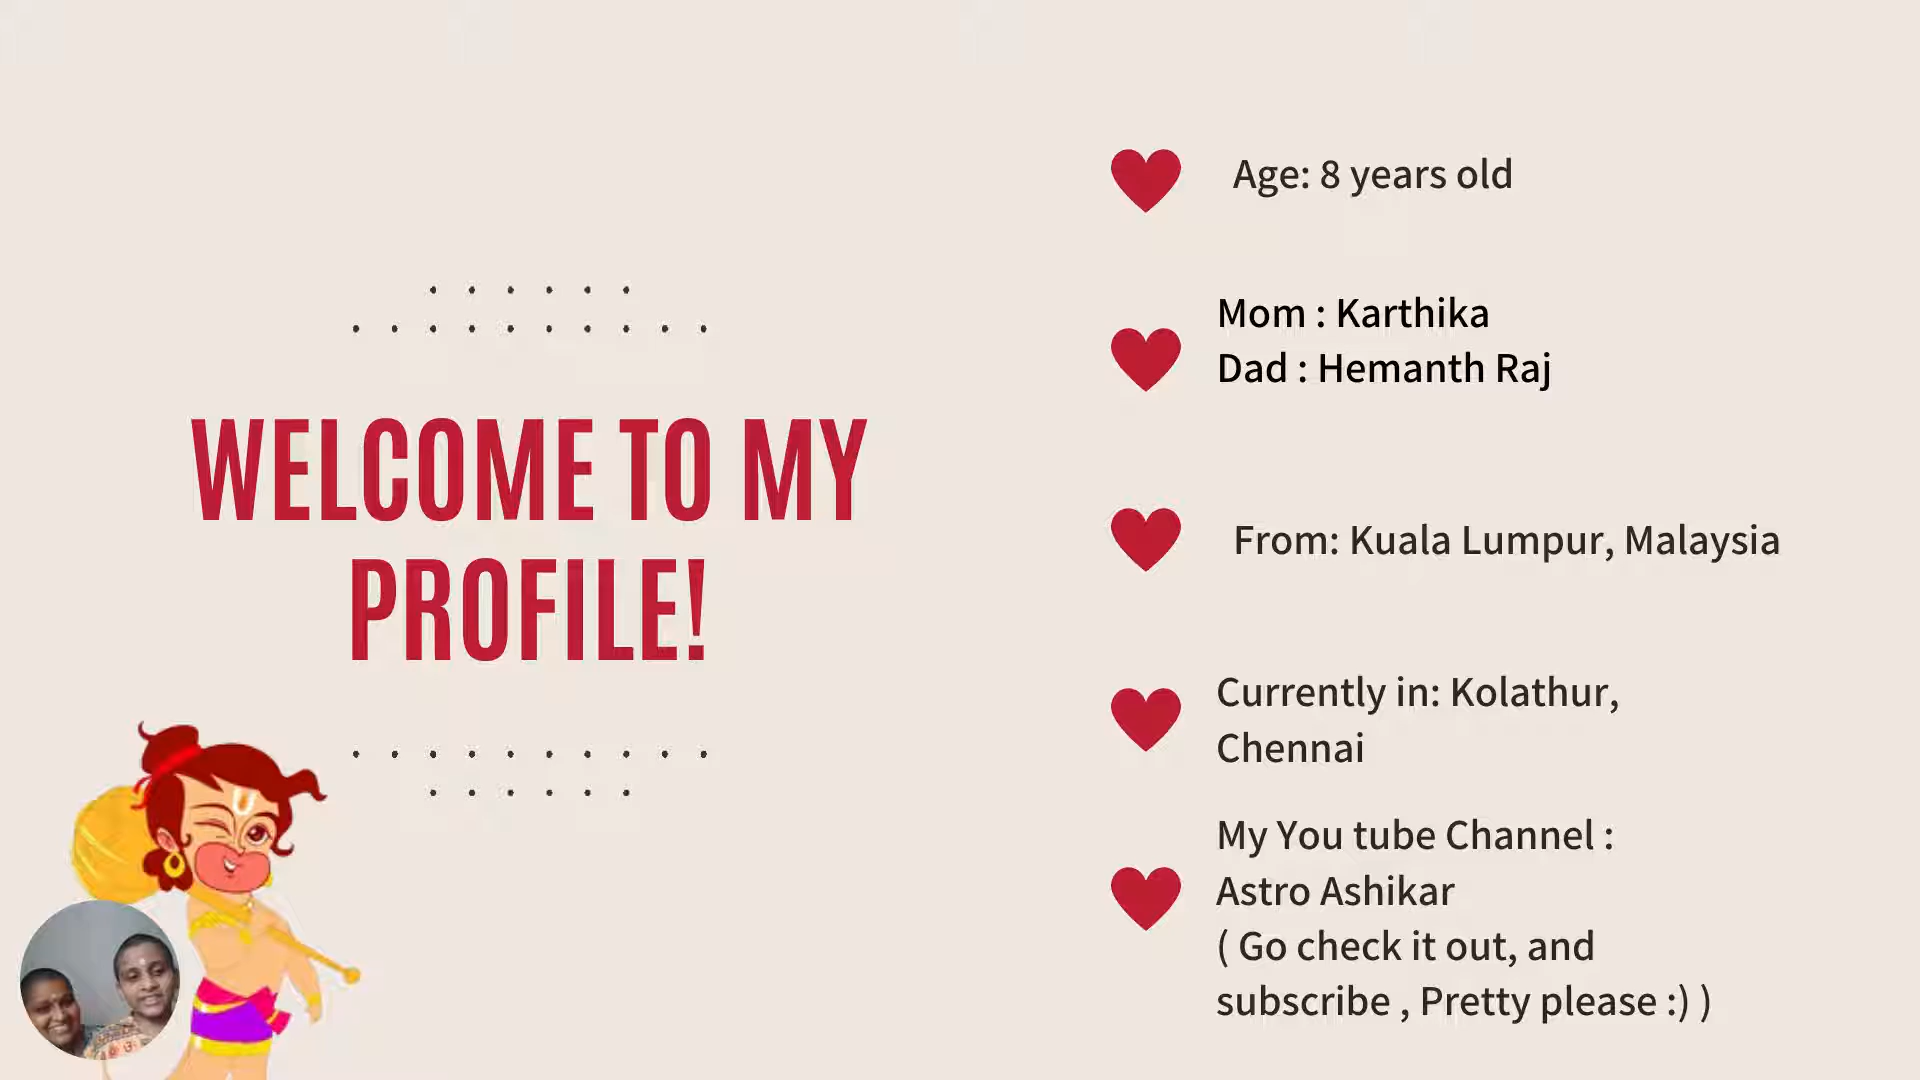 WELCOME TO MY
PROFILE!
Age: 8 years old
Mom : Karthika
Dad : Hemanth Raj
From: Kuala Lumpur, Malaysia
Currently in: Kolathur,
Chennai
My You tube Channel :
Astro Ashikar
( Go check it out, and
subscribe , Pretty please :) )